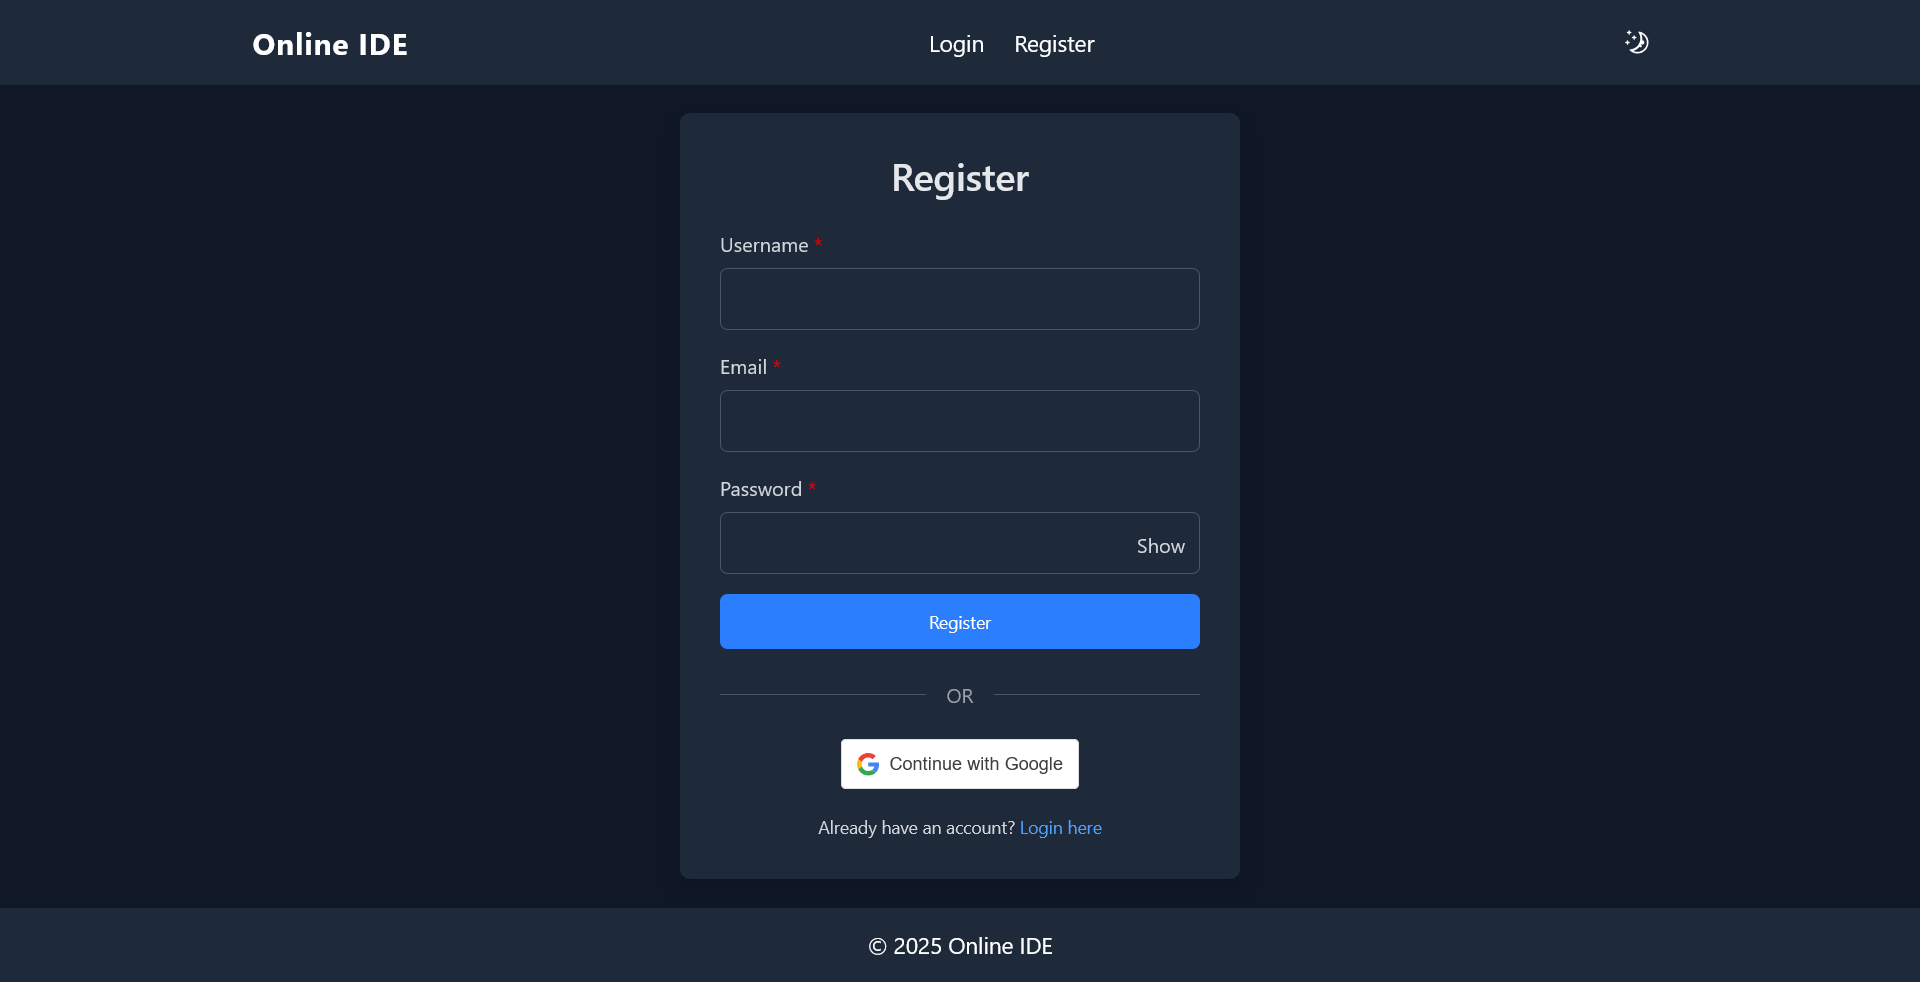 Online IDE
Login Register
Register
Username *
Email *
Password *
Show
Register
OR
Continue with Google
Already have an account? Login here
© 2025 Online IDE